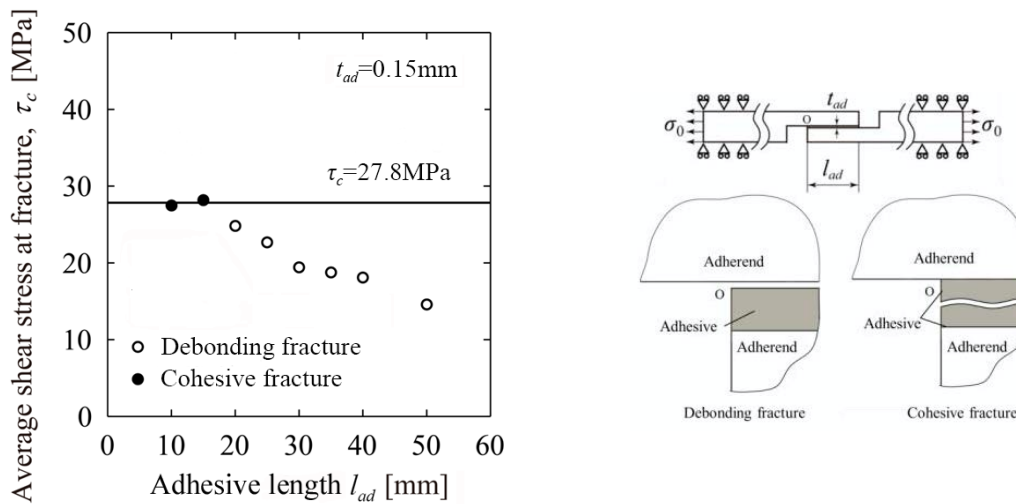 Average shear stress at fracture, τc [MPa]
50
40
30
20
10
0
tad=0.15mm
τc=27.8MPa
Debonding fracture
Cohesive fracture
0 10 20 30 40 50 60
Adhesive length lad [mm]
tad
O
σ0
σ0
lad
Adherend
O
Adhesive
Adherend
Debonding fracture
Adherend
O
Adhesive
Adherend
Cohesive fracture